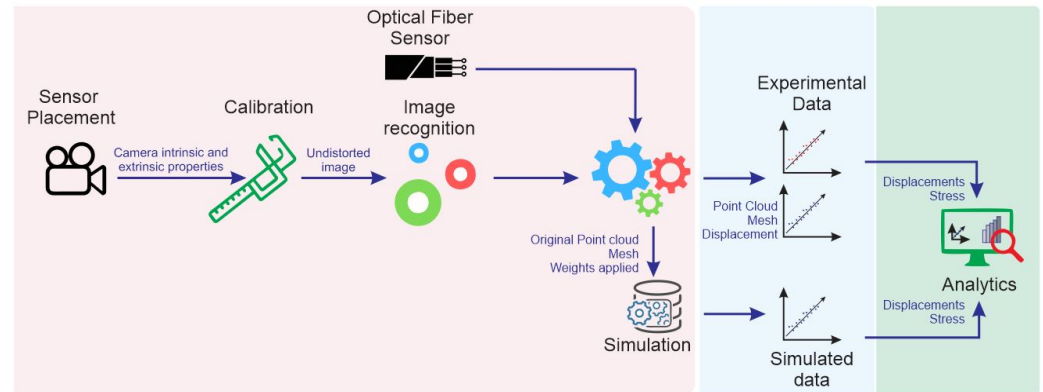 Optical Fiber
Sensor
Sensor
Placement
Calibration
Image
recognition
Camera intrinsic and
extrinsic properties
Undistorted
image
Original Point cloud
Mesh
Weights applied
Simulation
Experimental
Data
Point Cloud
Mesh
Displacement
Simulated
data
Displacements
Stress
Analytics
Displacements
Stress